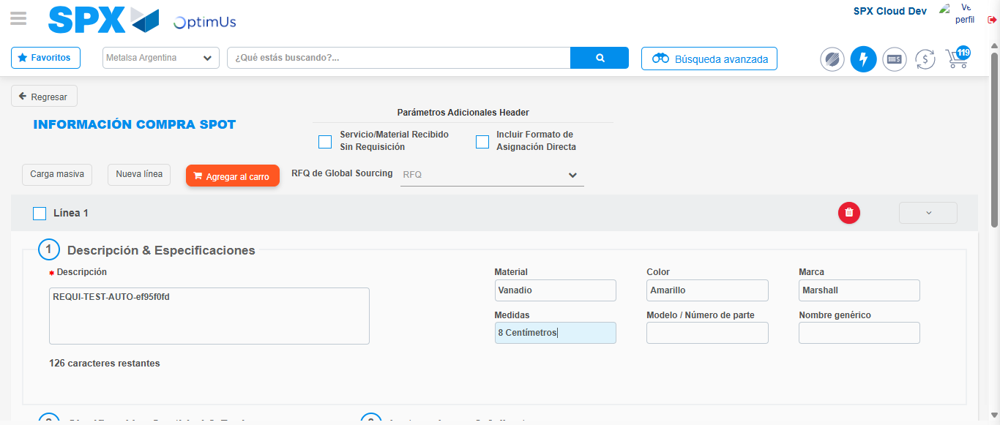 SPX
OptimUs
SPX Cloud Dev
perfil
Favoritos
Metalsa Argentina
¿Qué estás buscando?...
Búsqueda avanzada
119
Regresar
INFORMACIÓN COMPRA SPOT
Parámetros Adicionales Header
Servicio/Material Recibido
Sin Requisición
Incluir Formato de
Asignación Directa
Carga masiva
Nueva línea
Agregar al carro
RFQ de Global Sourcing
RFQ
Línea 1
1
Descripción & Especificaciones
* Descripción
REQUI-TEST-AUTO-ef95f0fd
126 caracteres restantes
Material
Color
Marca
Vanadio
Amarillo
Marshall
Medidas
Modelo / Número de parte
Nombre genérico
8 Centímetros